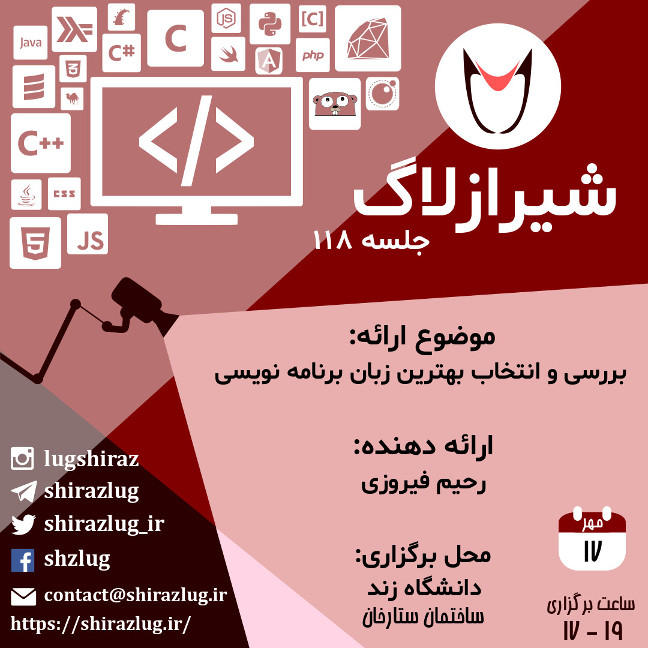 Java
C#
C
JS
[C]
php
C++
CSS
JS
شیرازلاگ
جلسه ۱۱۸
موضوع ارائه:
بررسی و انتخاب بهترین زبان برنامه نویسی
ارائه دهنده:
رحیم فیروزی
محل برگزاری:
دانشگاه زند
ساختمان ستارخان
مهر
۱۷
ساعت برگزاری
۱۷ - ۱۹
lugshiraz
shirazlug
shirazlug_ir
shzlug
contact@shirazlug.ir
https://shirazlug.ir/